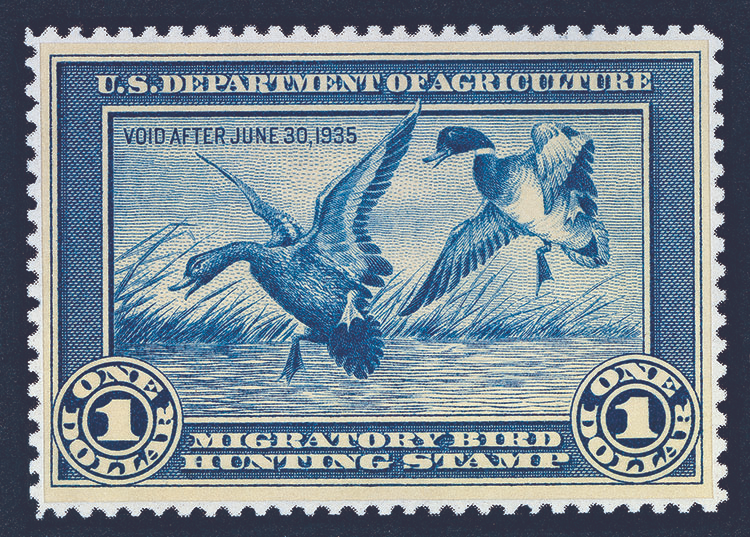 U.S. DEPARTMENT OF AGRICULTURE
VOID AFTER JUNE 30, 1935
ONE
1
DOLLAR
MIGRATORY BIRD
HUNTING STAMP
ONE
1
DOLLAR